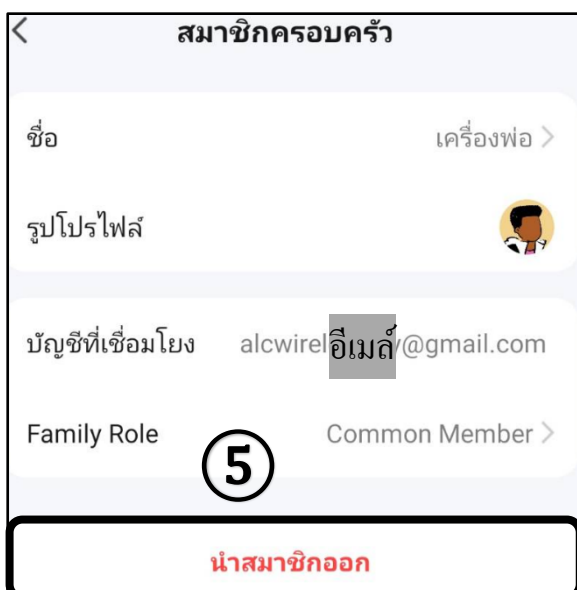 สมาชิกครอบครัว
ชื่อ เครื่องพ่อ
รูปโปรไฟล์
บัญชีที่เชื่อมโยง alcwirel อีเมล์ y@gmail.com
Family Role Common Member
5
นำสมาชิกออก